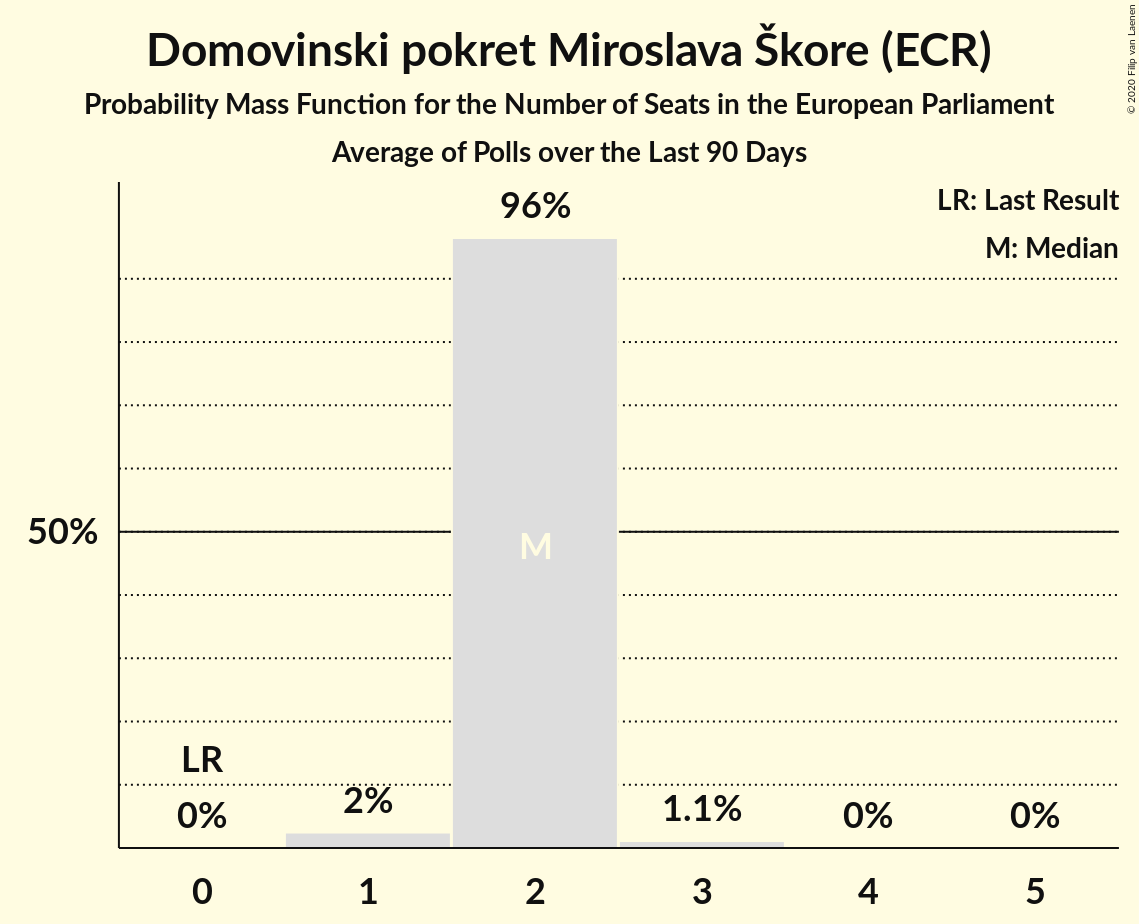 Domovinski pokret Miroslava Škore (ECR)
Probability Mass Function for the Number of Seats in the European Parliament
Average of Polls over the Last 90 Days
© 2020 Filip van Laenen
LR: Last Result
M: Median
96%
50%
M
LR
0%
2%
1.1%
0%
0%
0
1
2
3
4
5